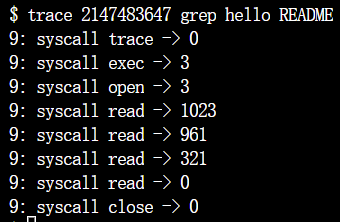 $ trace 2147483647 grep hello README
9: syscall trace -> 0
9: syscall exec -> 3
9: syscall open -> 3
9: syscall read -> 1023
9: syscall read -> 961
9: syscall read -> 321
9: syscall read -> 0
9: syscall close -> 0